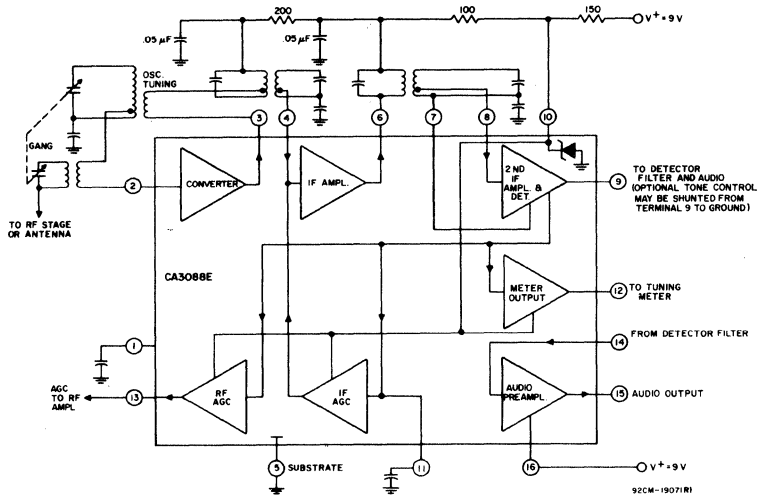 200
100
150
V⁺=9V
.05 µF
.05 µF
OSC.
TUNING
3
4
6
7
8
10
GANG
2
CONVERTER
IF AMPL.
2 ND
IF
AMPL. &
DET.
9
TO DETECTOR
FILTER AND AUDIO
(OPTIONAL TONE CONTROL
MAY BE SHUNTED FROM
TERMINAL 9 TO GROUND)
TO RF STAGE
OR ANTENNA
CA3088E
METER
OUTPUT
12
TO TUNING
METER
1
14
FROM DETECTOR FILTER
AGC
TO RF
AMPL
13
RF
AGC
IF
AGC
AUDIO
PREAMPL.
15
AUDIO OUTPUT
5
SUBSTRATE
11
16
V⁺=9V
92CM-19071R1